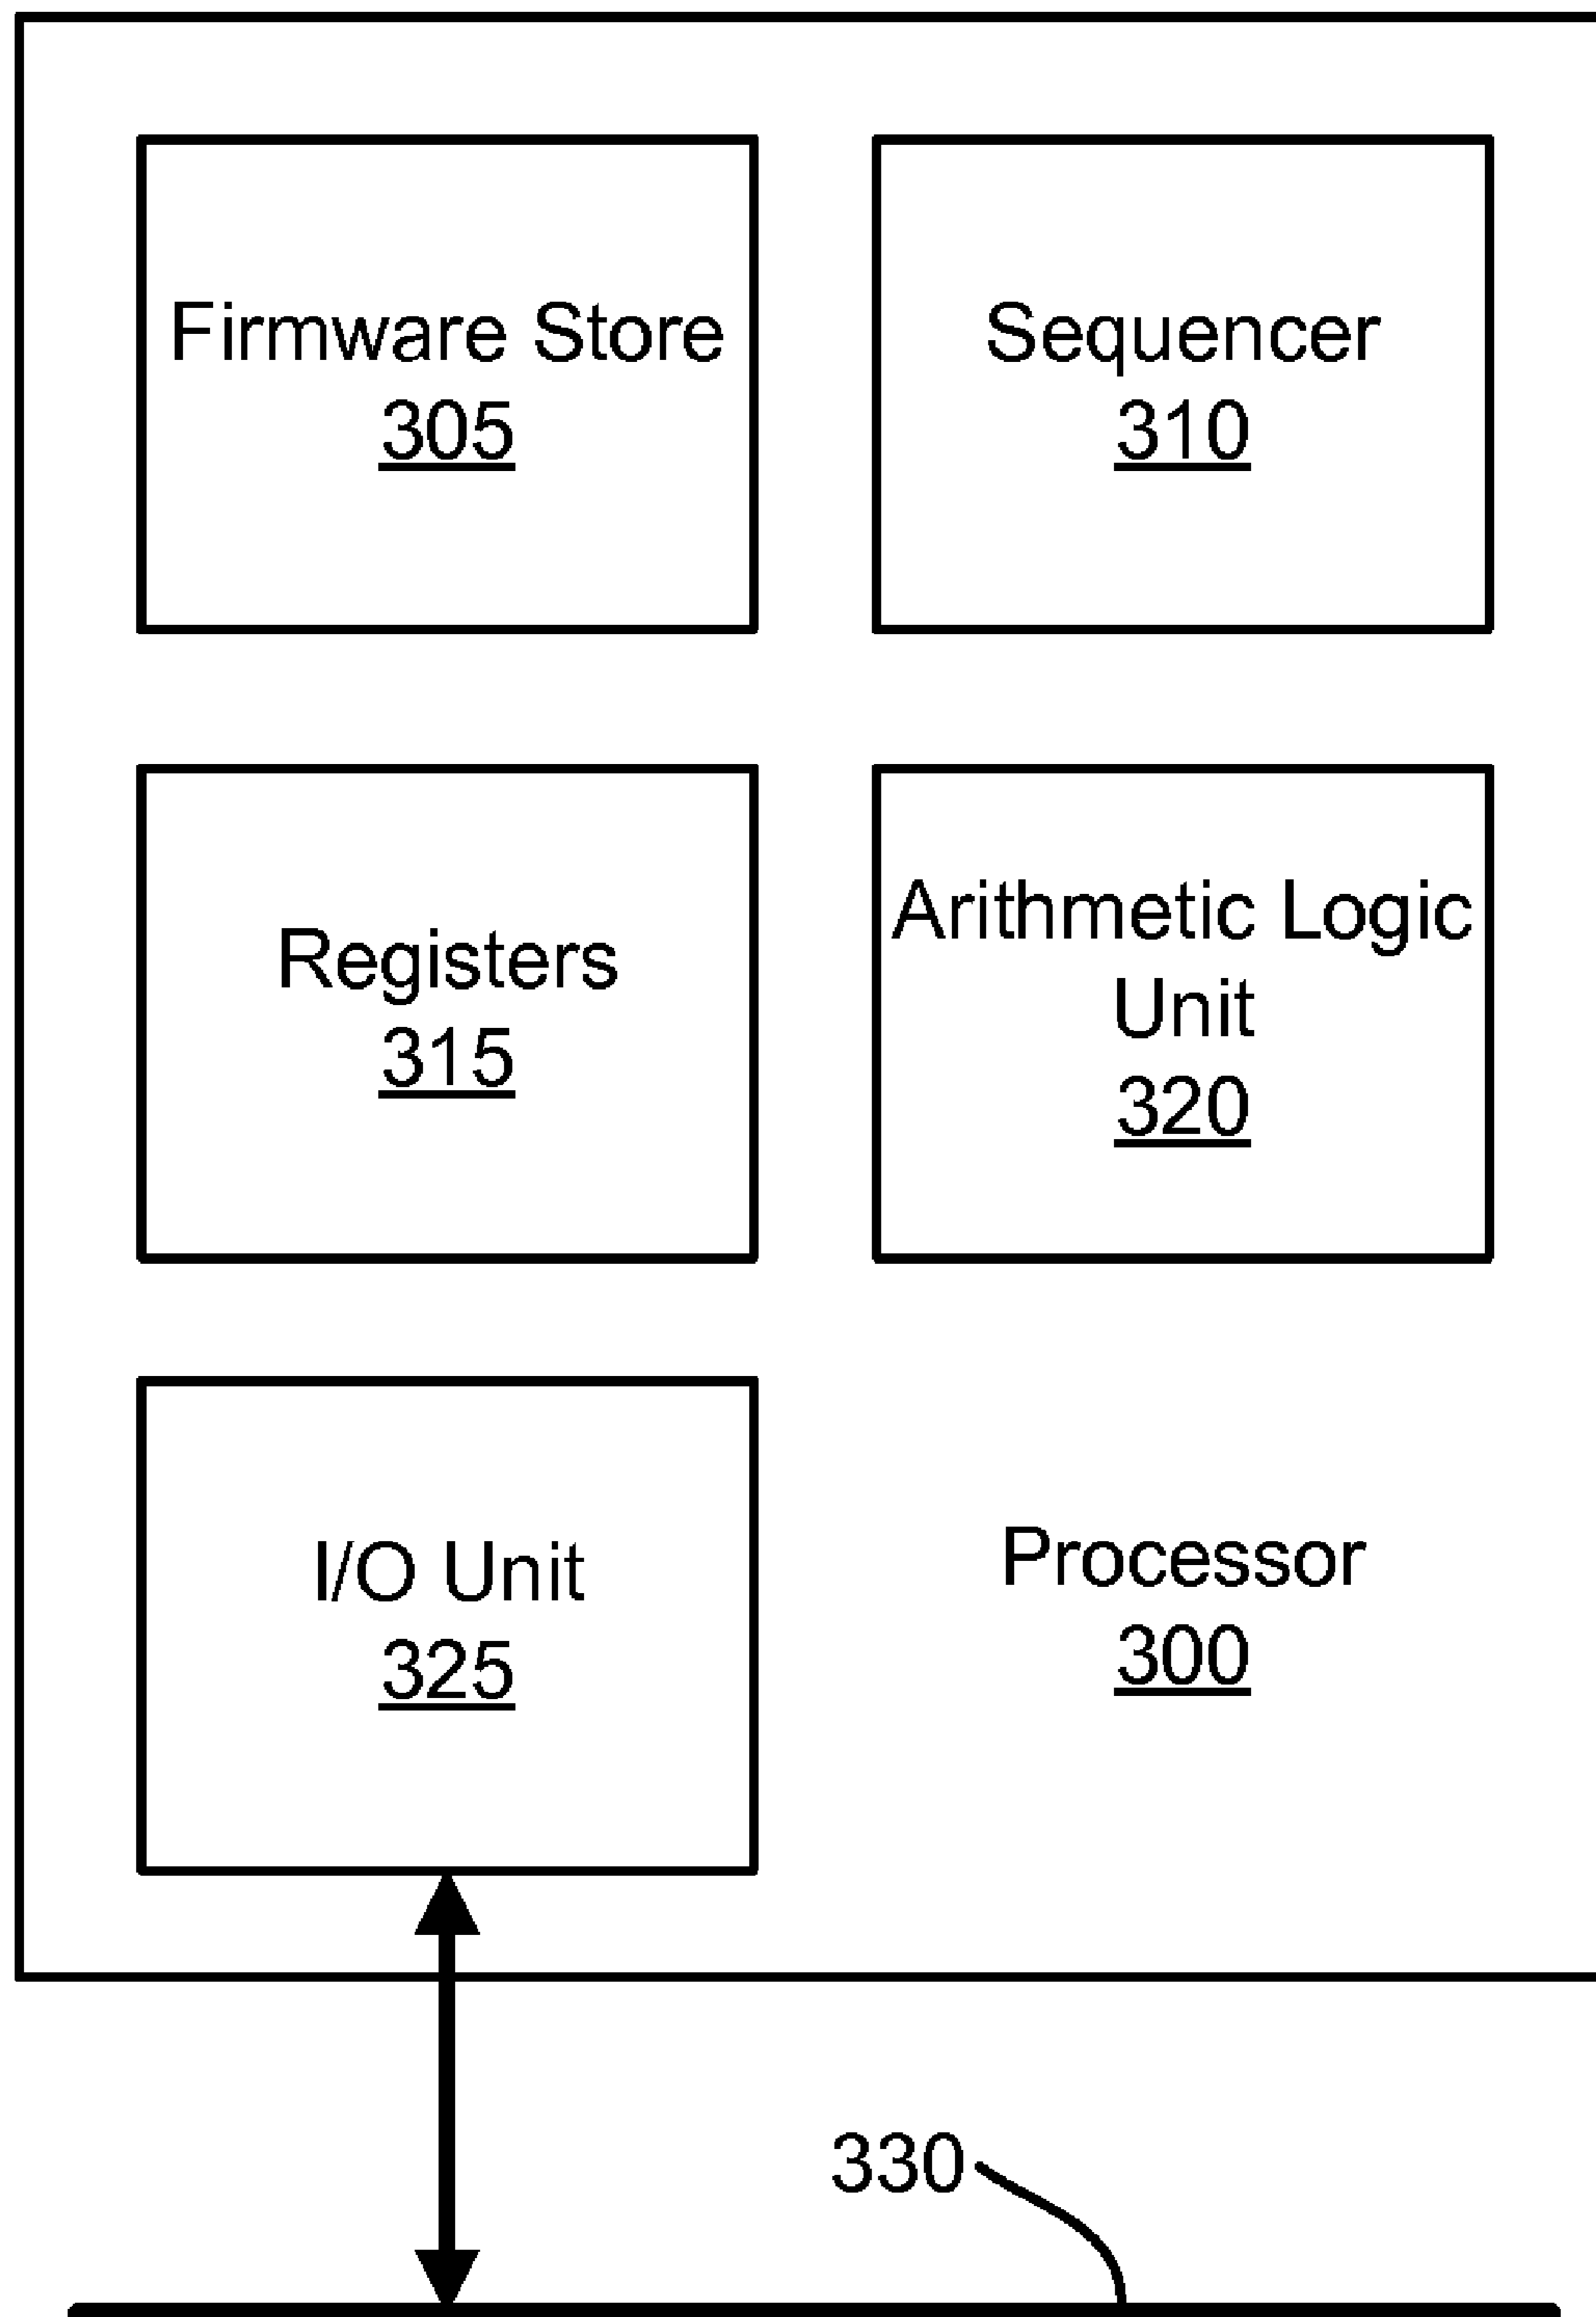 Firmware Store
305
Sequencer
310
Registers
315
Arithmetic Logic
Unit
320
I/O Unit
325
Processor
300
330